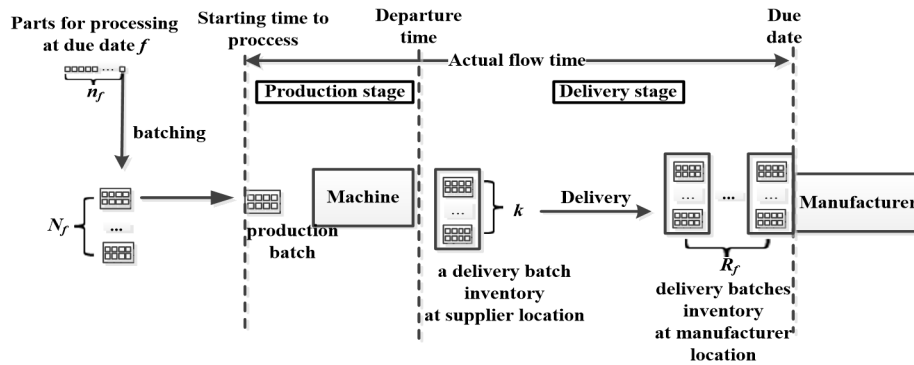 Parts for processing
at due date f
n_f
batching
N_f
...
Starting time to
proccess
Departure
time
Due
date
Actual flow time
Production stage
Delivery stage
production
batch
Machine
...
k
a delivery batch
inventory
at supplier location
Delivery
...
...
...
R_f
delivery batches
inventory
at manufacturer
location
Manufacturer